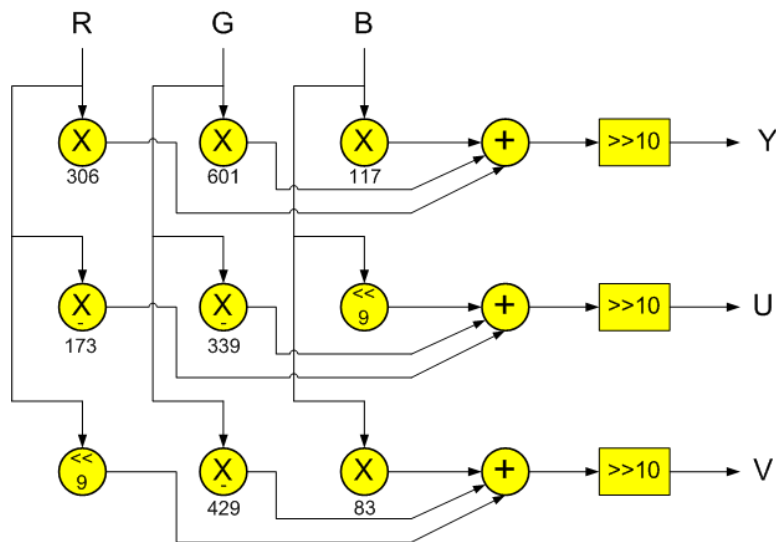 R G B
X X X + >>10 Y
306 601 117
X X << + >>10 U
- - 9
173 339
<< X X + >>10 V
9 -
429 83